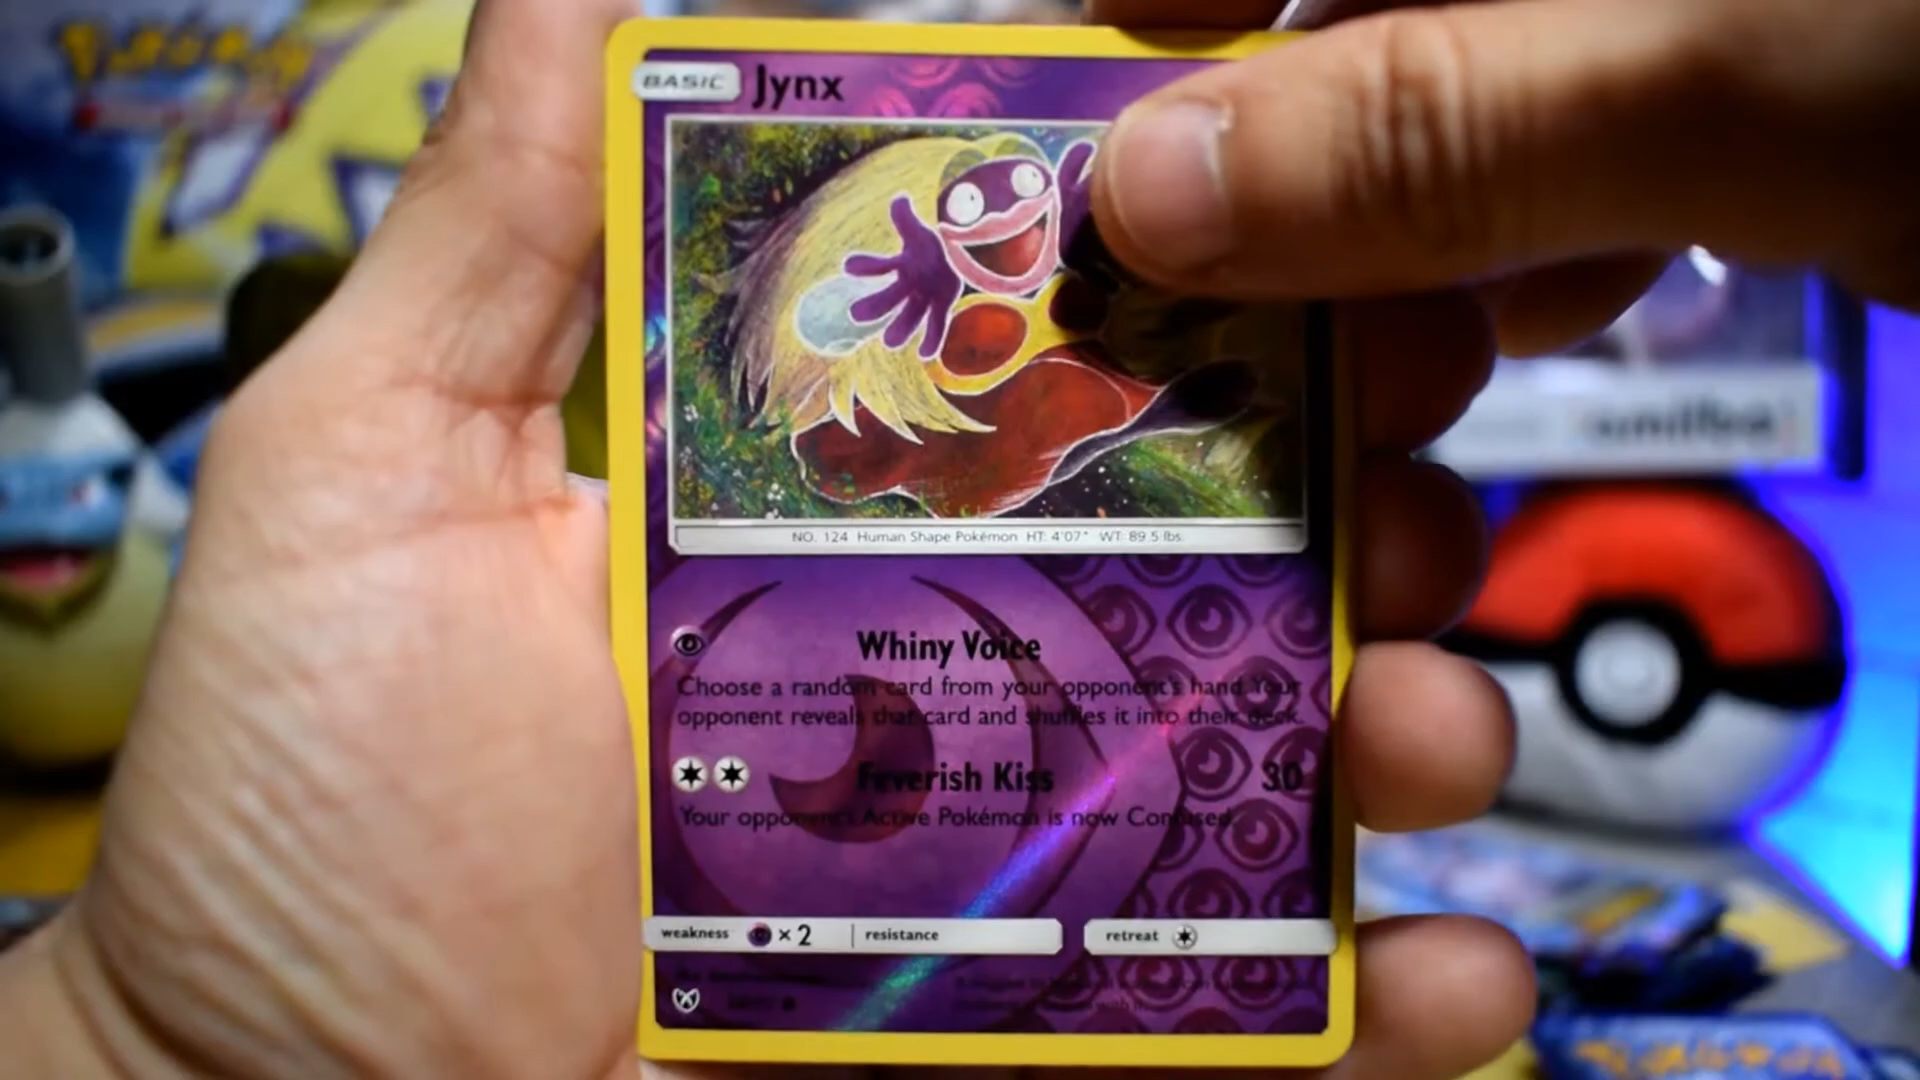 BASIC Jynx
NO. 124 Human Shape Pokémon HT: 4'07" WT: 89.5 lbs.
Whiny Voice
Choose a random card from your opponent's hand. Your
opponent reveals that card and shuffles it into their deck.
Feverish Kiss 30
Your opponent's Active Pokémon is now Confused.
weakness ×2 resistance retreat